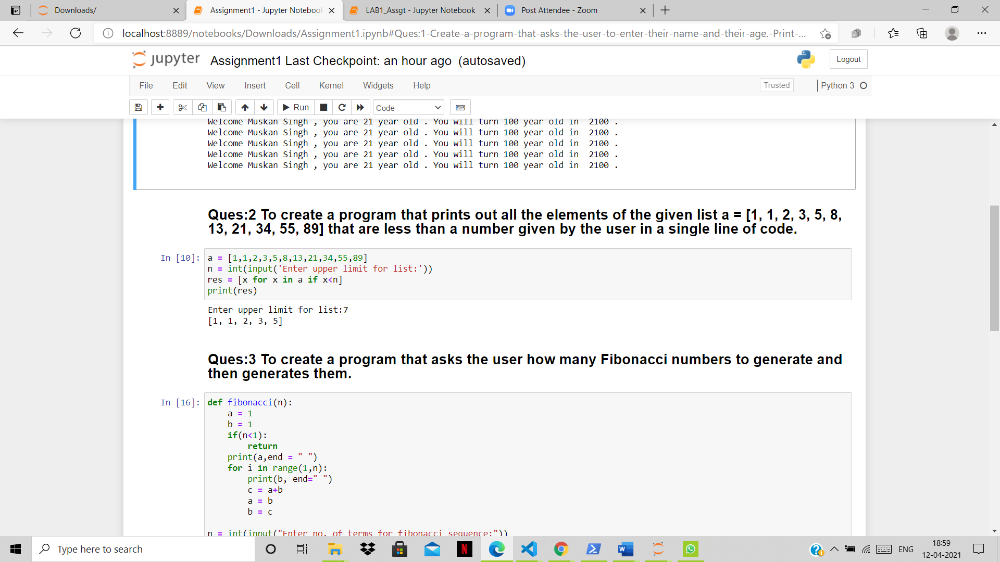 Downloads/
Assignment1 - Jupyter Notebook
LAB1_Assgt - Jupyter Notebook
Post Attendee - Zoom
localhost:8889/notebooks/Downloads/Assignment1.ipynb#Ques:1-Create-a-program-that-asks-the-user-to-enter-their-name-and-their-age.-Print-...
jupyter Assignment1 Last Checkpoint: an hour ago (autosaved)
Logout
File Edit View Insert Cell Kernel Widgets Help
Trusted
Python 3
Run
Code
Welcome Muskan Singh , you are 21 year old . You will turn 100 year old in  2100 .
Welcome Muskan Singh , you are 21 year old . You will turn 100 year old in  2100 .
Welcome Muskan Singh , you are 21 year old . You will turn 100 year old in  2100 .
Welcome Muskan Singh , you are 21 year old . You will turn 100 year old in  2100 .
Welcome Muskan Singh , you are 21 year old . You will turn 100 year old in  2100 .
Ques:2 To create a program that prints out all the elements of the given list a = [1, 1, 2, 3, 5, 8,
13, 21, 34, 55, 89] that are less than a number given by the user in a single line of code.
In [10]:
a = [1,1,2,3,5,8,13,21,34,55,89]
n = int(input('Enter upper limit for list:'))
res = [x for x in a if x<n]
print(res)
Enter upper limit for list:7
[1, 1, 2, 3, 5]
Ques:3 To create a program that asks the user how many Fibonacci numbers to generate and
then generates them.
In [16]:
def fibonacci(n):
    a = 1
    b = 1
    if(n<1):
        return
    print(a,end = " ")
    for i in range(1,n):
        print(b, end=" ")
        c = a+b
        a = b
        b = c
n = int(input("Enter no. of terms for fibonacci sequence:"))
Type here to search
ENG
18:59
12-04-2021